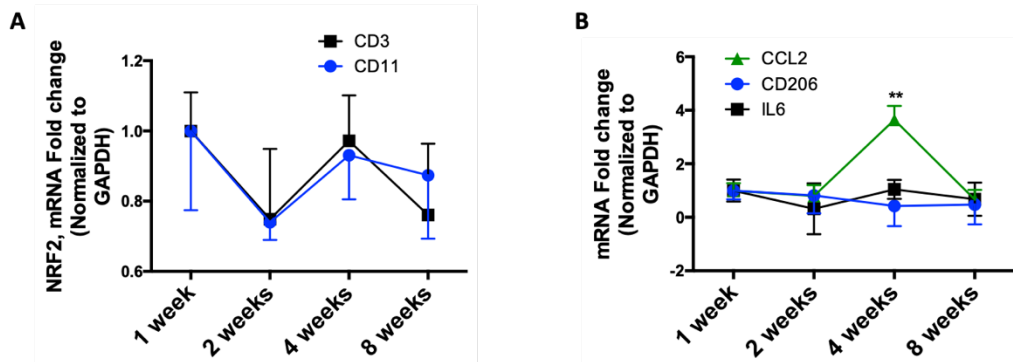 A
NRF2, mRNA Fold change
(Normalized to
GAPDH)
CD3
CD11
1.2
1.0
0.8
0.6
1 week
2 weeks
4 weeks
8 weeks
B
mRNA Fold change
(Normalized to
GAPDH)
CCL2
CD206
IL6
**
6
4
2
0
-2
1 week
2 weeks
4 weeks
8 weeks